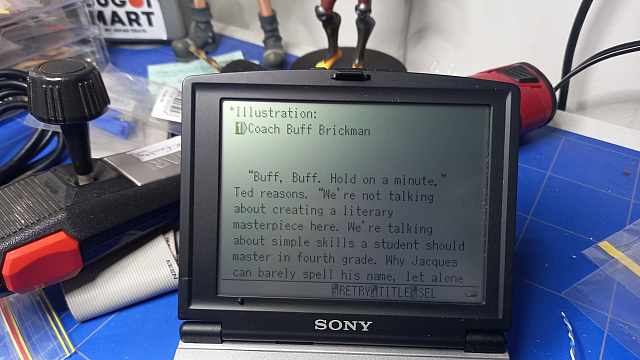 MART
*Illustration:
1 Coach Buff Brickman
"Buff, Buff. Hold on a minute,"
Ted reasons. "We're not talking
about creating a literary
masterpiece here. We're talking
about simple skills a student should
master in fourth grade. Why Jacques
can barely spell his name, let alone
RETRY TITLE SEL
SONY